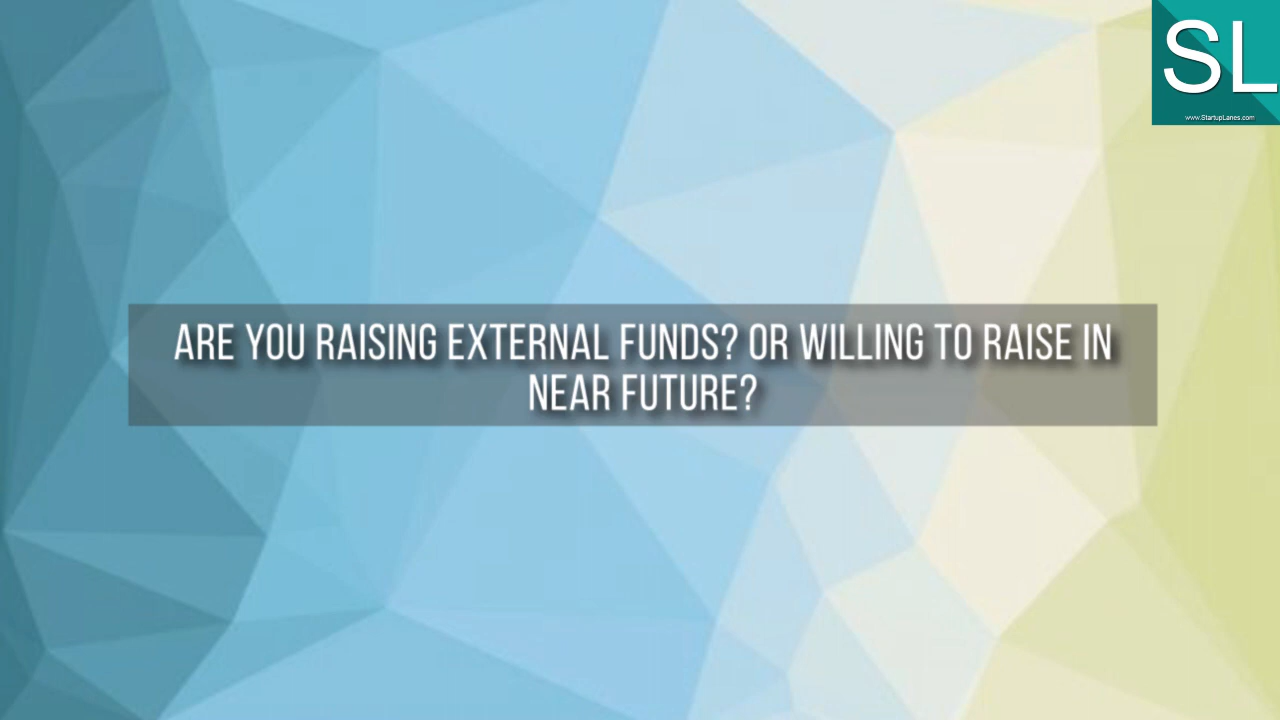 SL
www.StartupLanes.com
ARE YOU RAISING EXTERNAL FUNDS? OR WILLING TO RAISE IN
NEAR FUTURE?